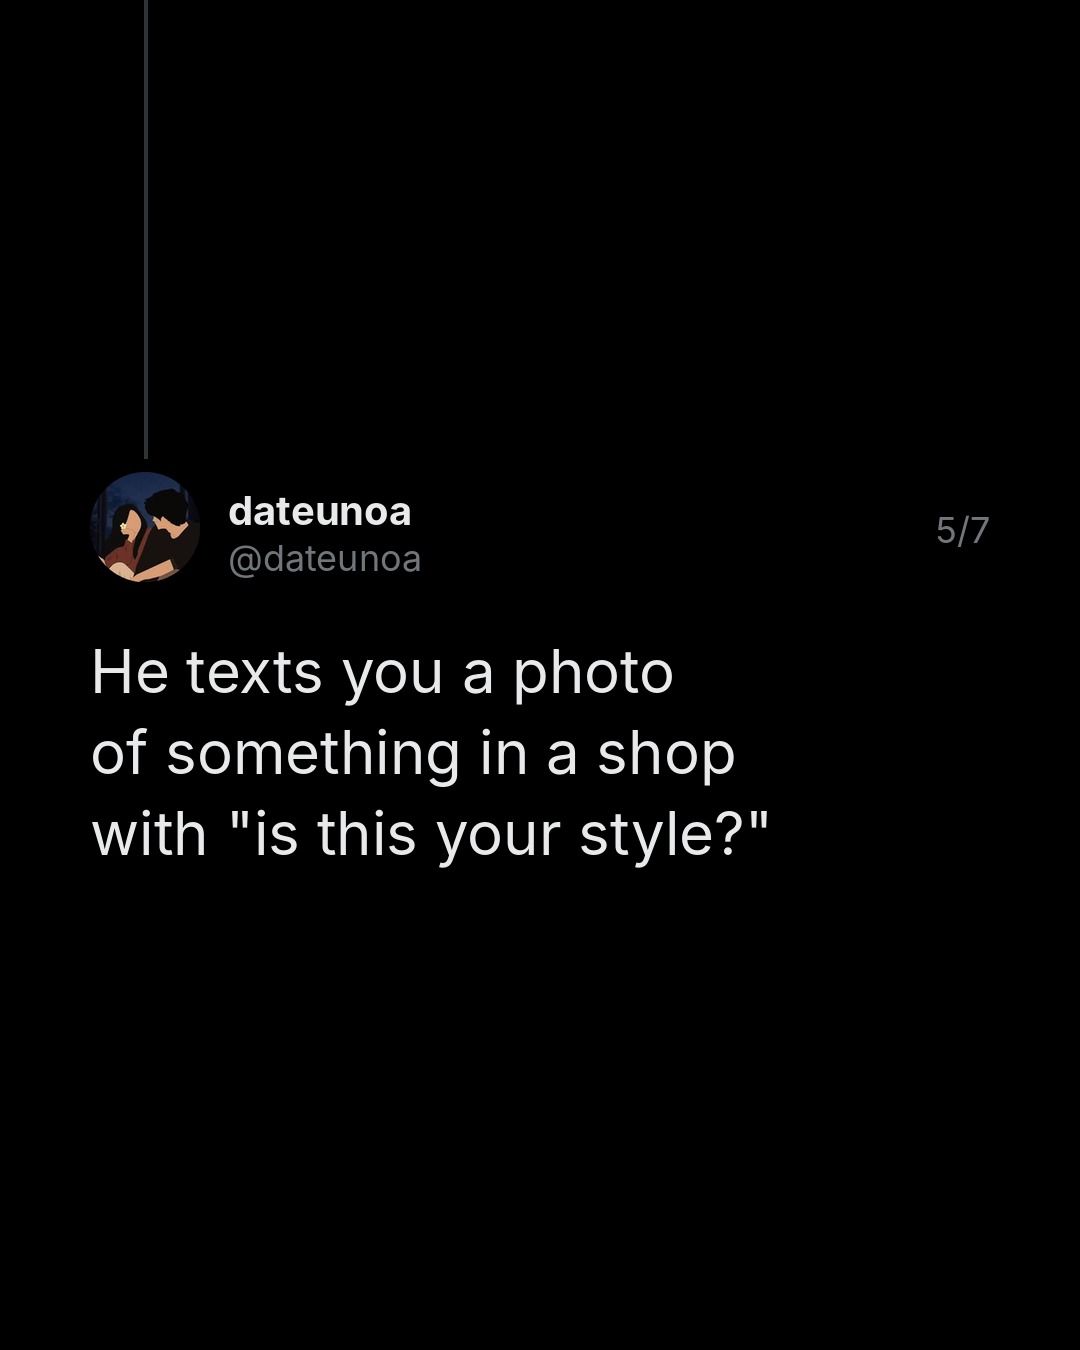 dateunoa
@dateunoa
5/7
He texts you a photo
of something in a shop
with "is this your style?"